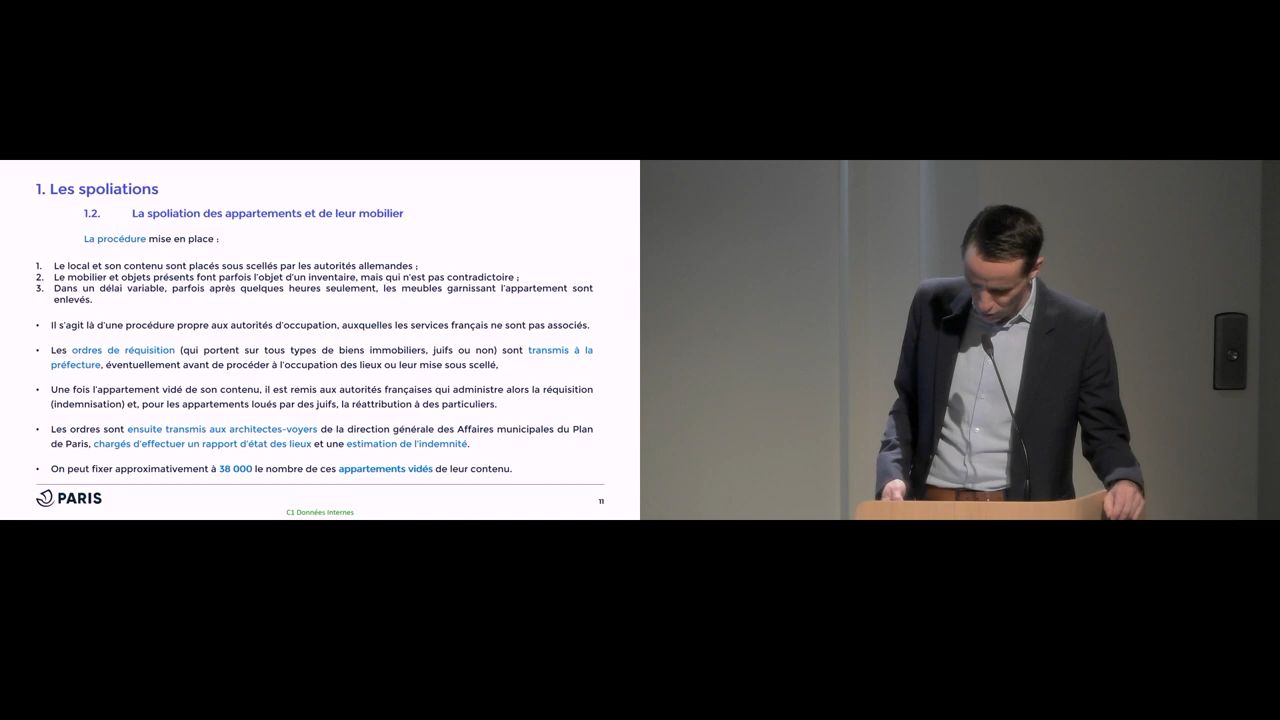 1. Les spoliations
1.2. La spoliation des appartements et de leur mobilier
La procédure mise en place :
1. Le local et son contenu sont placés sous scellés par les autorités allemandes ;
2. Le mobilier et objets présents font parfois l'objet d'un inventaire, mais qui n'est pas contradictoire ;
3. Dans un délai variable, parfois après quelques heures seulement, les meubles garnissant l'appartement sont
enlevés.
• Il s'agit là d'une procédure propre aux autorités d'occupation, auxquelles les services français ne sont pas associés.
• Les ordres de réquisition (qui portent sur tous types de biens immobiliers, juifs ou non) sont transmis à la
préfecture, éventuellement avant de procéder à l'occupation des lieux ou leur mise sous scellé,
• Une fois l'appartement vidé de son contenu, il est remis aux autorités françaises qui administre alors la réquisition
(indemnisation) et, pour les appartements loués par des juifs, la réattribution à des particuliers.
• Les ordres sont ensuite transmis aux architectes-voyers de la direction générale des Affaires municipales du Plan
de Paris, chargés d'effectuer un rapport d'état des lieux et une estimation de l'indemnité.
• On peut fixer approximativement à 38 000 le nombre de ces appartements vidés de leur contenu.
PARIS
11
C1 Données Internes